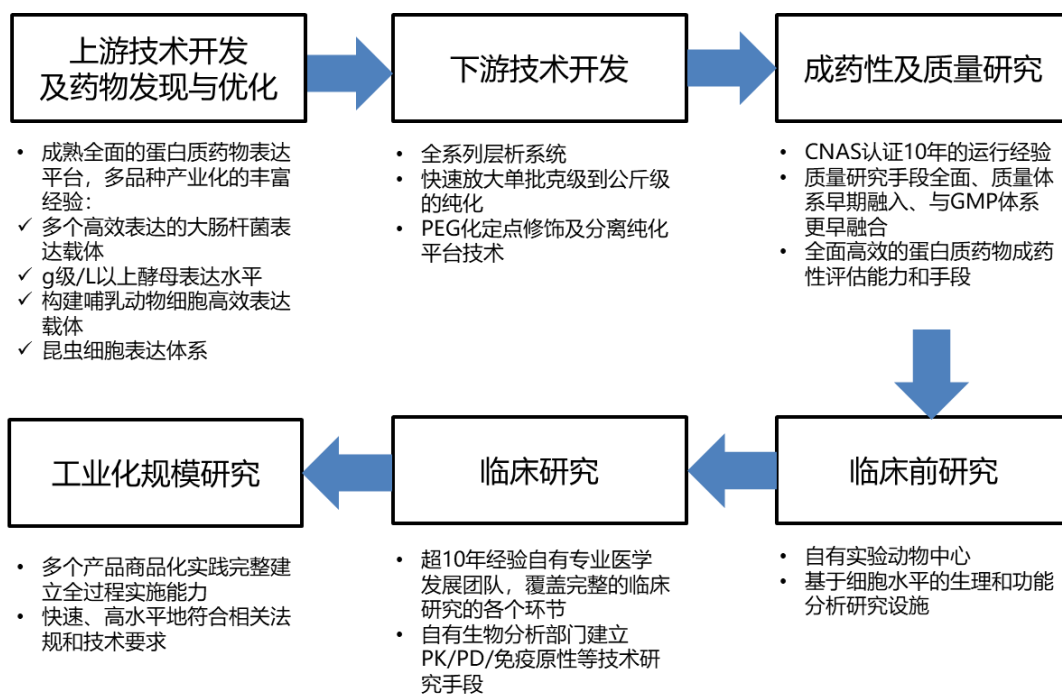 上游技术开发
及药物发现与优化
• 成熟全面的蛋白质药物表达
平台，多品种产业化的丰富
经验：
✓ 多个高效表达的大肠杆菌表
达载体
✓ g级/L以上酵母表达水平
✓ 构建哺乳动物细胞高效表达
载体
✓ 昆虫细胞表达体系
下游技术开发
• 全系列层析系统
• 快速放大单批克级到公斤级
的纯化
• PEG化定点修饰及分离纯化
平台技术
成药性及质量研究
• CNAS认证10年的运行经验
• 质量研究手段全面、质量体
系早期融入、与GMP体系
更早融合
• 全面高效的蛋白质药物成药
性评估能力和手段
临床前研究
• 自有实验动物中心
• 基于细胞水平的生理和功能
分析研究设施
临床研究
• 超10年经验自有专业医学
发展团队，覆盖完整的临床
研究的各个环节
• 自有生物分析部门建立
PK/PD/免疫原性等技术研
究手段
工业化规模研究
• 多个产品商品化实践完整建
立全过程实施能力
• 快速、高水平地符合相关法
规和技术要求